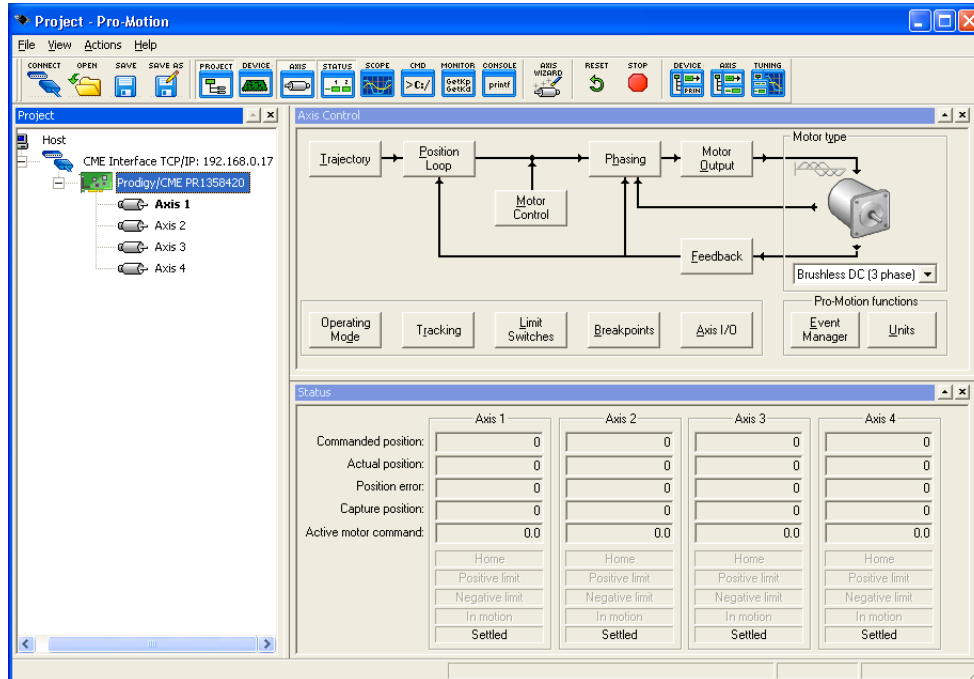 Project - Pro-Motion
File View Actions Help
CONNECT OPEN SAVE SAVE AS PROJECT DEVICE AXIS STATUS SCOPE CMD MONITOR CONSOLE AXIS WIZARD RESET STOP DEVICE AXIS TUNING
>C:/ GetKp GetKd printf
Project
Host
CME Interface TCP/IP: 192.168.0.17
Prodigy/CME PR1358420
Axis 1
Axis 2
Axis 3
Axis 4
Axis Control
Trajectory
Position Loop
Phasing
Motor Output
Motor type
Motor Control
Feedback
Brushless DC (3 phase)
Operating Mode
Tracking
Limit Switches
Breakpoints
Axis I/O
Pro-Motion functions
Event Manager
Units
Status
Axis 1 Axis 2 Axis 3 Axis 4
Commanded position: 0 0 0 0
Actual position: 0 0 0 0
Position error: 0 0 0 0
Capture position: 0 0 0 0
Active motor command: 0.0 0.0 0.0 0.0
Home Home Home Home
Positive limit Positive limit Positive limit Positive limit
Negative limit Negative limit Negative limit Negative limit
In motion In motion In motion In motion
Settled Settled Settled Settled